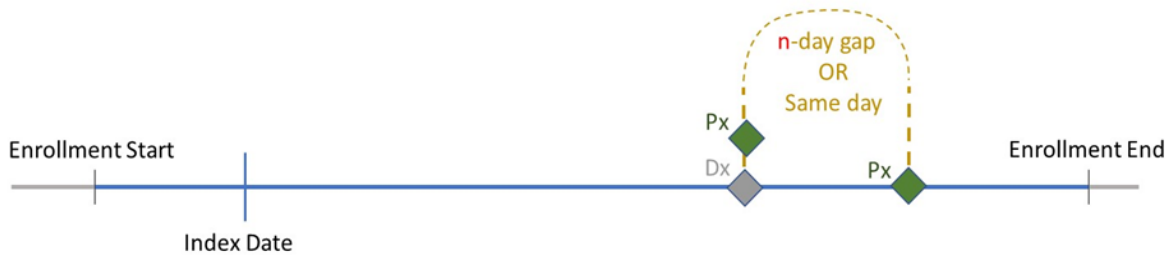 n-day gap
OR
Same day
Px
Enrollment Start
Dx
Px
Enrollment End
Index Date